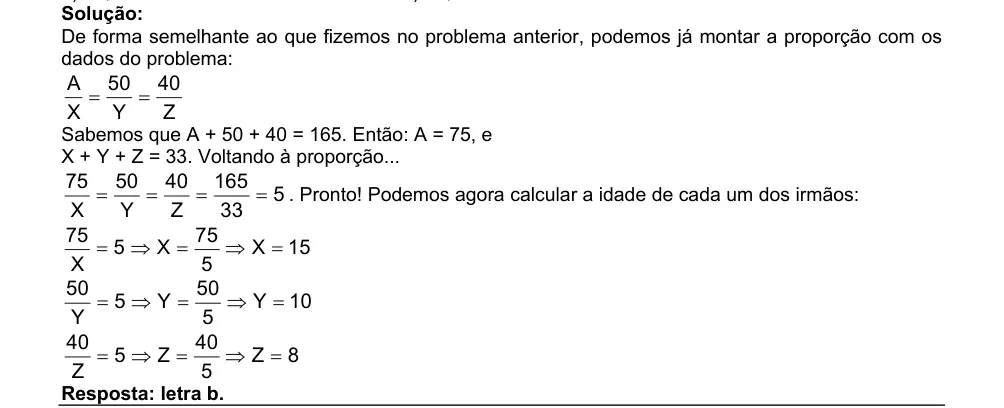 Solução:
De forma semelhante ao que fizemos no problema anterior, podemos já montar a proporção com os
dados do problema:
A/X = 50/Y = 40/Z
Sabemos que A + 50 + 40 = 165. Então: A = 75, e
X + Y + Z = 33. Voltando à proporção...
75/X = 50/Y = 40/Z = 165/33 = 5 . Pronto! Podemos agora calcular a idade de cada um dos irmãos:
75/X = 5 ⇒ X = 75/5 ⇒ X = 15
50/Y = 5 ⇒ Y = 50/5 ⇒ Y = 10
40/Z = 5 ⇒ Z = 40/5 ⇒ Z = 8
Resposta: letra b.